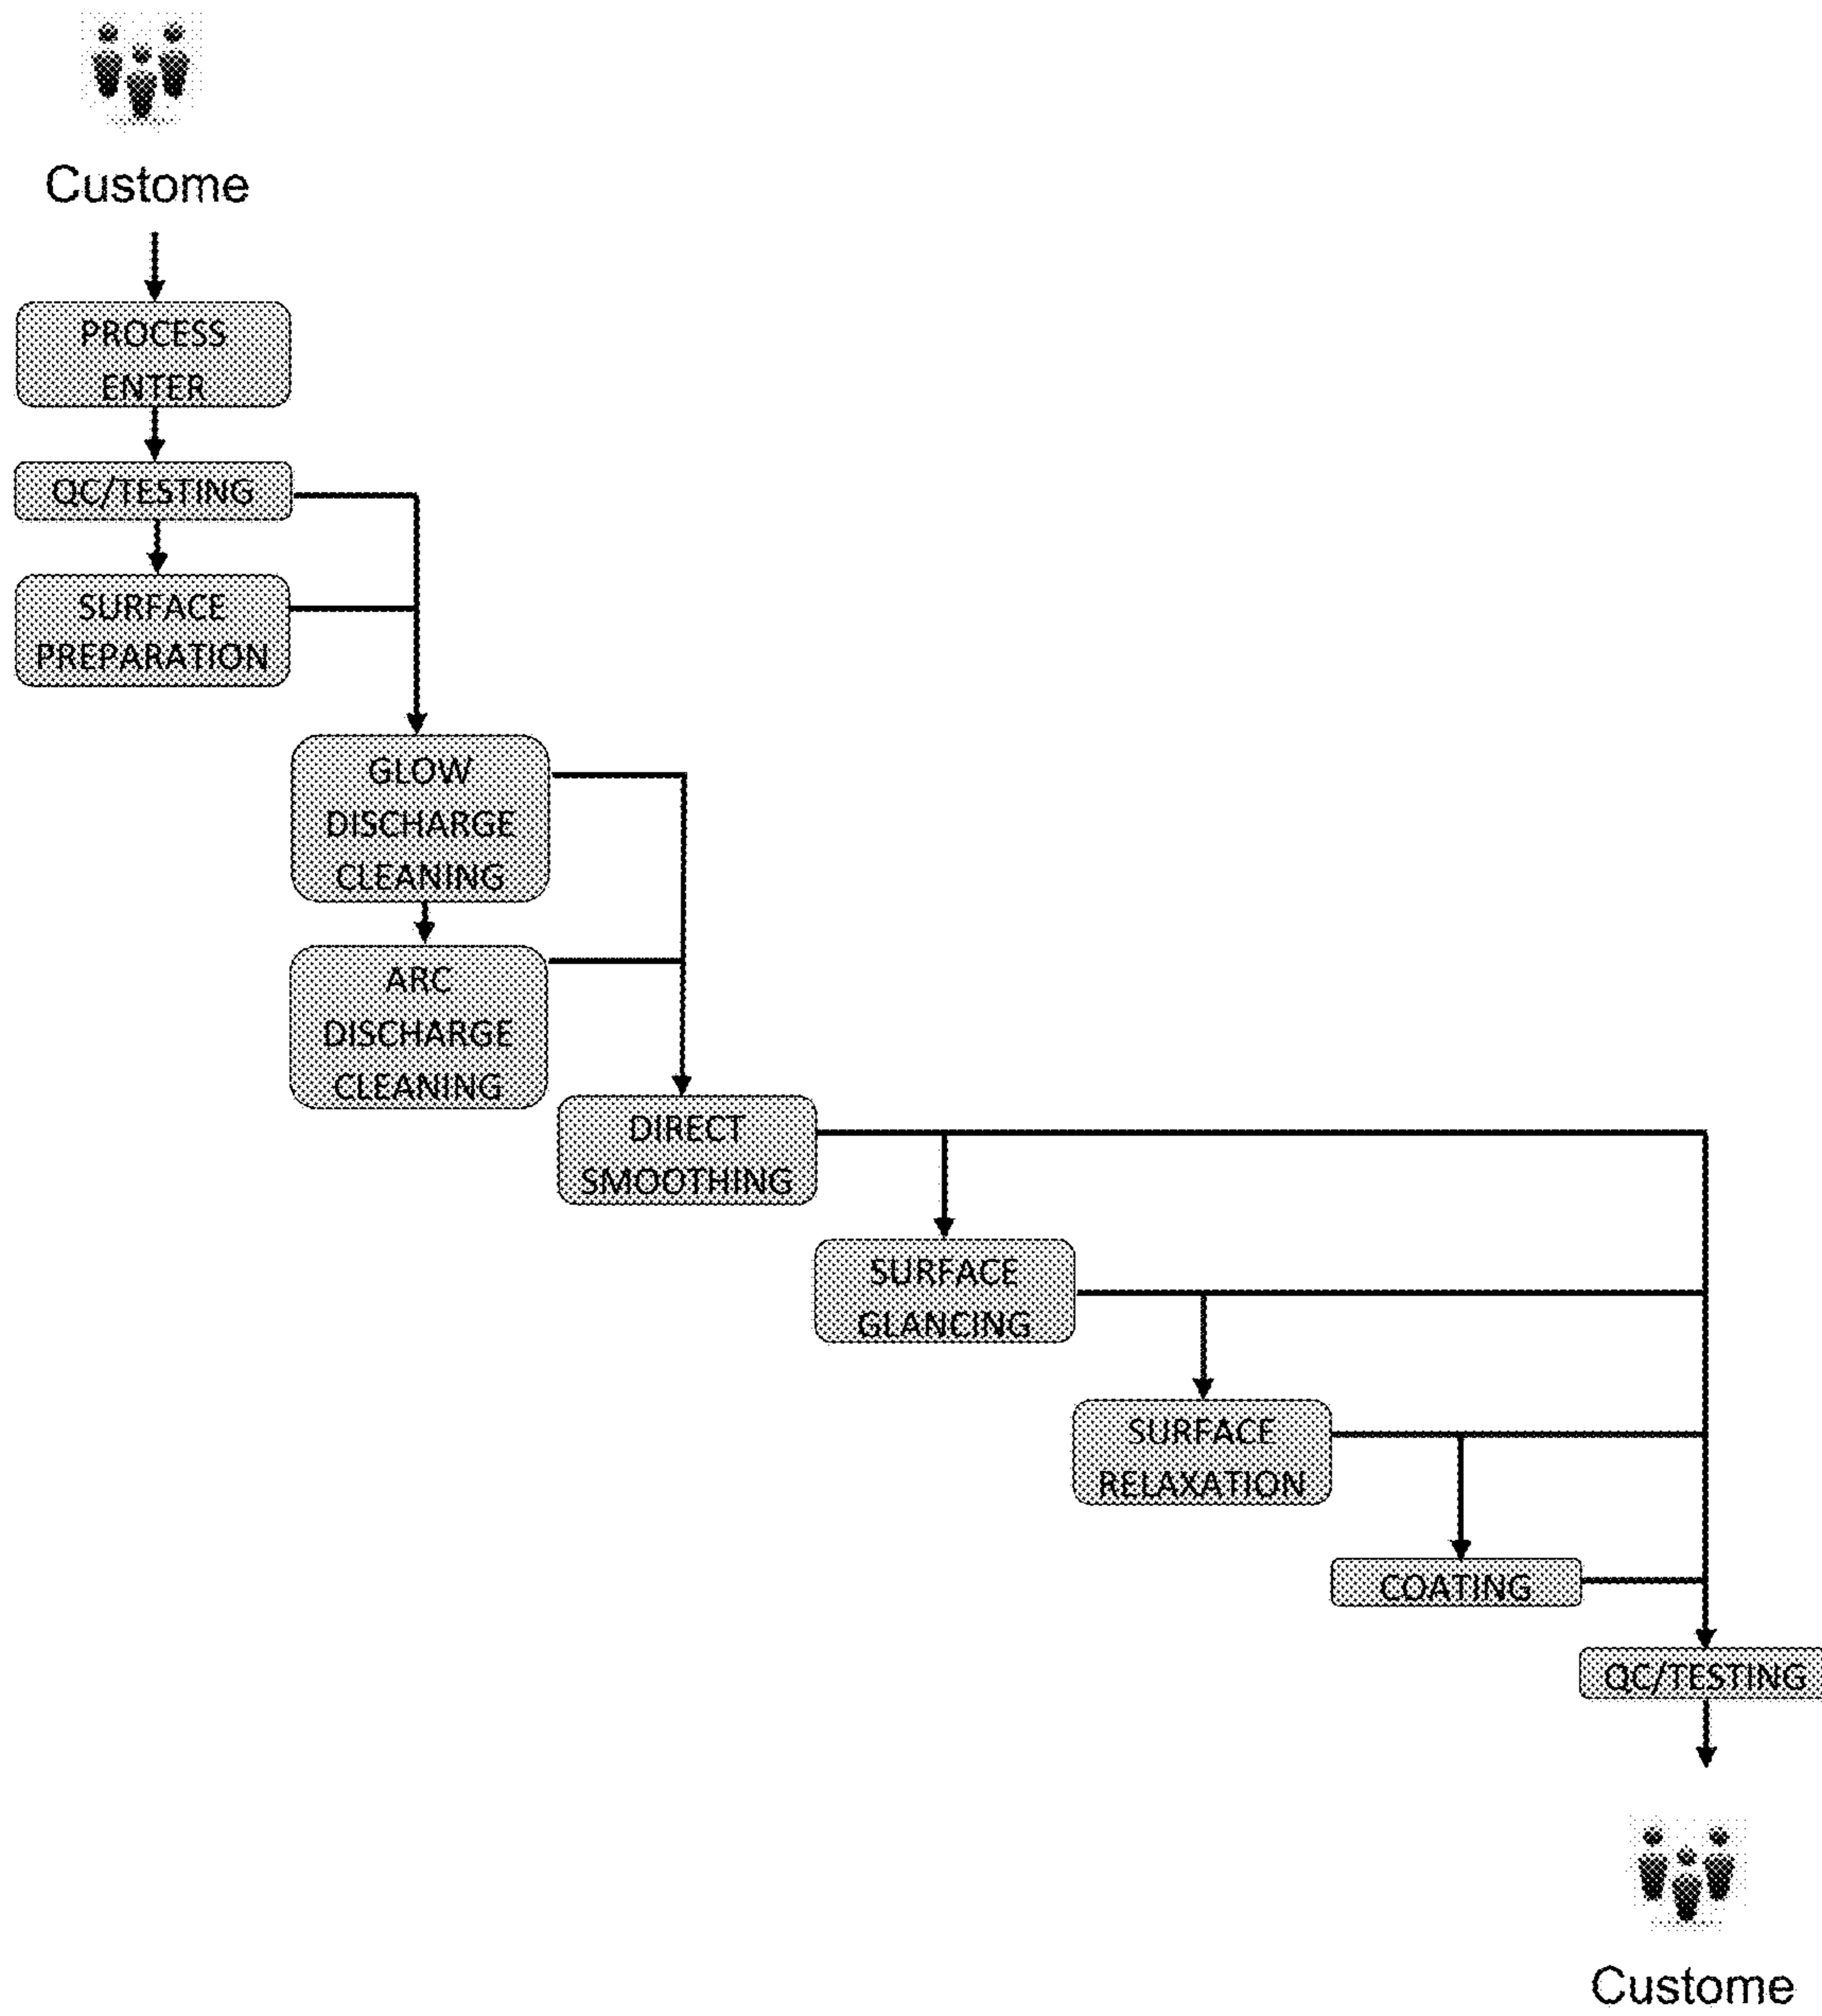 Custome
PROCESS
ENTER
QC/TESTING
SURFACE
PREPARATION
GLOW
DISCHARGE
CLEANING
ARC
DISCHARGE
CLEANING
DIRECT
SMOOTHING
SURFACE
GLANCING
SURFACE
RELAXATION
COATING
QC/TESTING
Custome